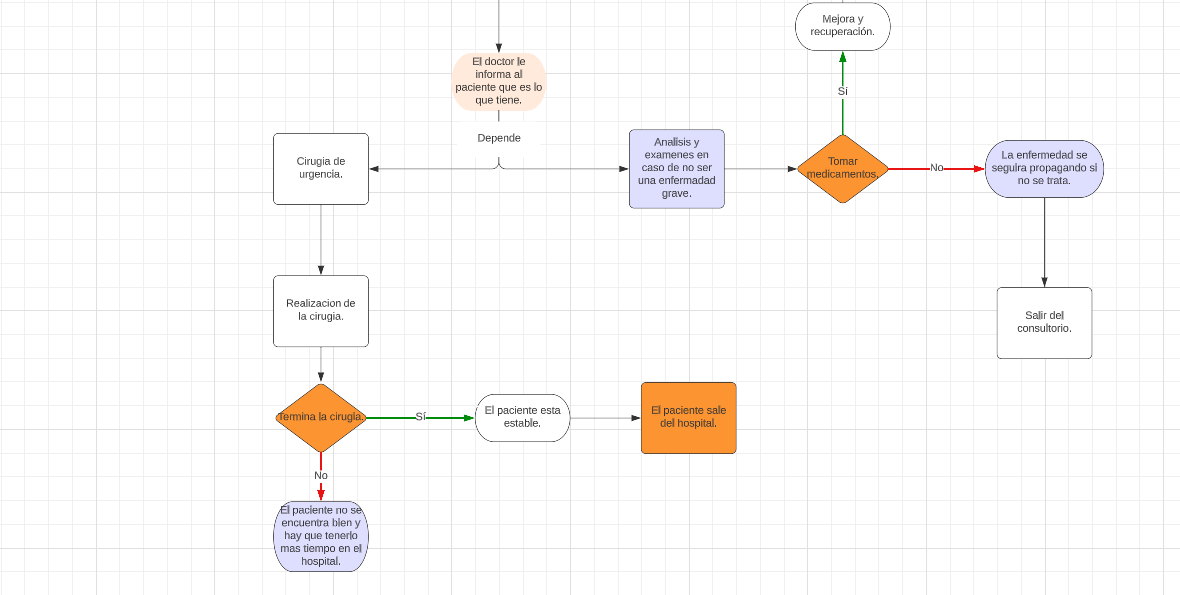 Mejora y
recuperación.
El doctor le
informa al
paciente que es lo
que tiene.
Sí
Depende
Cirugia de
urgencia.
Analisis y
examenes en
caso de no ser
una enfermadad
grave.
Tomar
medicamentos.
No
La enfermedad se
seguira propagando si
no se trata.
Realizacion de
la cirugia.
Salir del
consultorio.
Termina la cirugia.
Sí
El paciente esta
estable.
El paciente sale
del hospital.
No
El paciente no se
encuentra bien y
hay que tenerlo
mas tiempo en el
hospital.